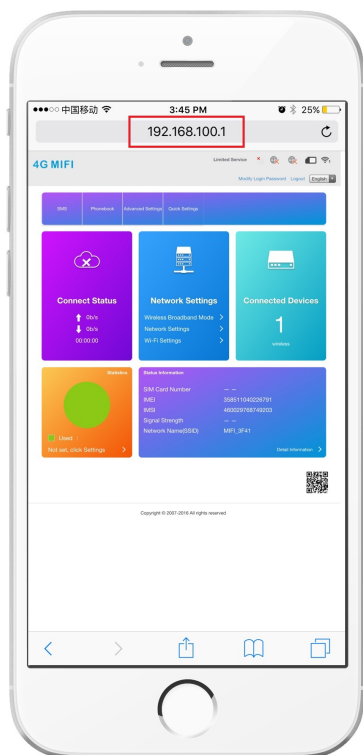 中国移动 3:45 PM 25%
192.168.100.1
4G MIFI
Limited Service
Modify Login Password Logout English
SMS Phonebook Advanced Settings Quick Settings
Connect Status
0b/s
0b/s
00:00:00
Network Settings
Wireless Broadband Mode >
Network Settings >
Wi-Fi Settings >
Connected Devices
1
wireless
Statistics
Used
Not set, click Settings >
Status Information
SIM Card Number – –
IMEI 358511040226791
IMSI 460029768749203
Signal Strength – –
Network Name(SSID) MIFI_3F41
Detail Information >
Copyright © 2007-2016 All rights reserved